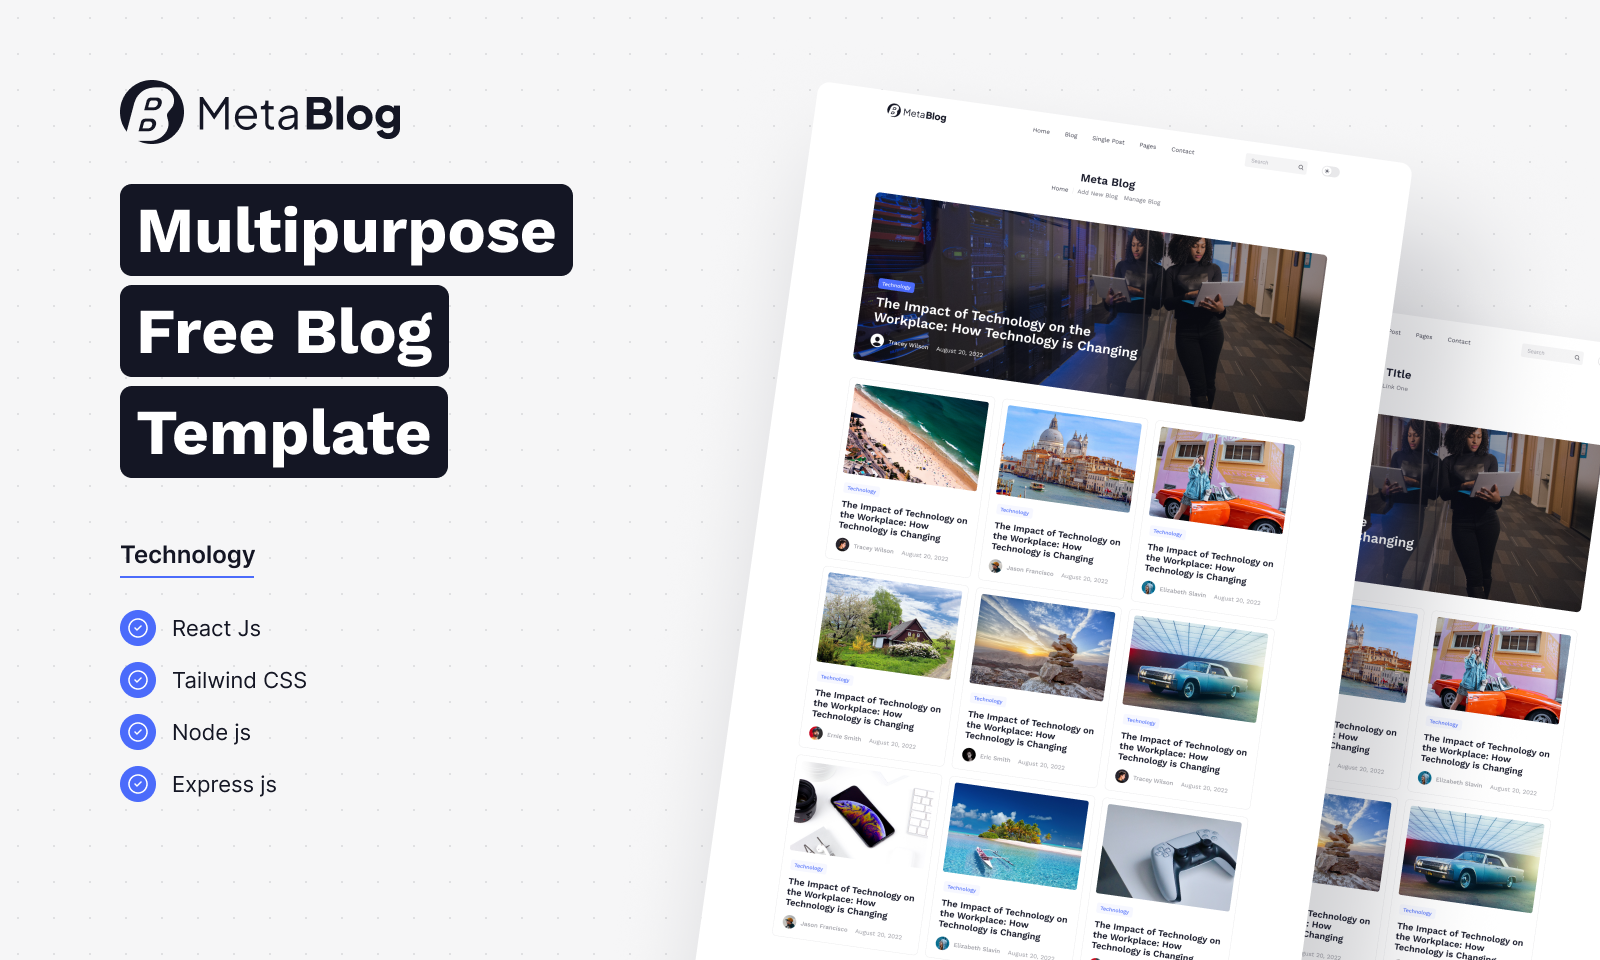 MetaBlog
Multipurpose
Free Blog
Template
Technology
React Js
Tailwind CSS
Node js
Express js
MetaBlog
Home Blog Single Post Pages Contact
Search
Meta Blog
Home Add New Blog Manage Blog
Technology
The Impact of Technology on the
Workplace: How Technology is Changing
Tracey Wilson August 20, 2022
Technology
The Impact of Technology on
the Workplace: How
Technology is Changing
Tracey Wilson August 20, 2022
Technology
The Impact of Technology on
the Workplace: How
Technology is Changing
Jason Francisco August 20, 2022
Technology
The Impact of Technology on
the Workplace: How
Technology is Changing
Elizabeth Slavin August 20, 2022
Technology
The Impact of Technology on
the Workplace: How
Technology is Changing
Ernie Smith August 20, 2022
Technology
The Impact of Technology on
the Workplace: How
Technology is Changing
Eric Smith August 20, 2022
Technology
The Impact of Technology on
the Workplace: How
Technology is Changing
Tracey Wilson August 20, 2022
Technology
The Impact of Technology on
the Workplace: How
Technology is Changing
Jason Francisco August 20, 2022
Technology
The Impact of Technology on
the Workplace: How
Technology is Changing
Elizabeth Slavin August 20, 2022
Technology
The Impact of Technology on
the Workplace: How
Technology is Changing
Post Pages Contact
Search
TItle
Link One
Changing
Technology on
How
Changing
August 20, 2022
Technology
The Impact of Technology on
the Workplace: How
Technology is Changing
Elizabeth Slavin August 20, 2022
Technology on
How
Changing
August 20, 2022
Technology
The Impact of Technology on
the Workplace: How
Technology is Changing